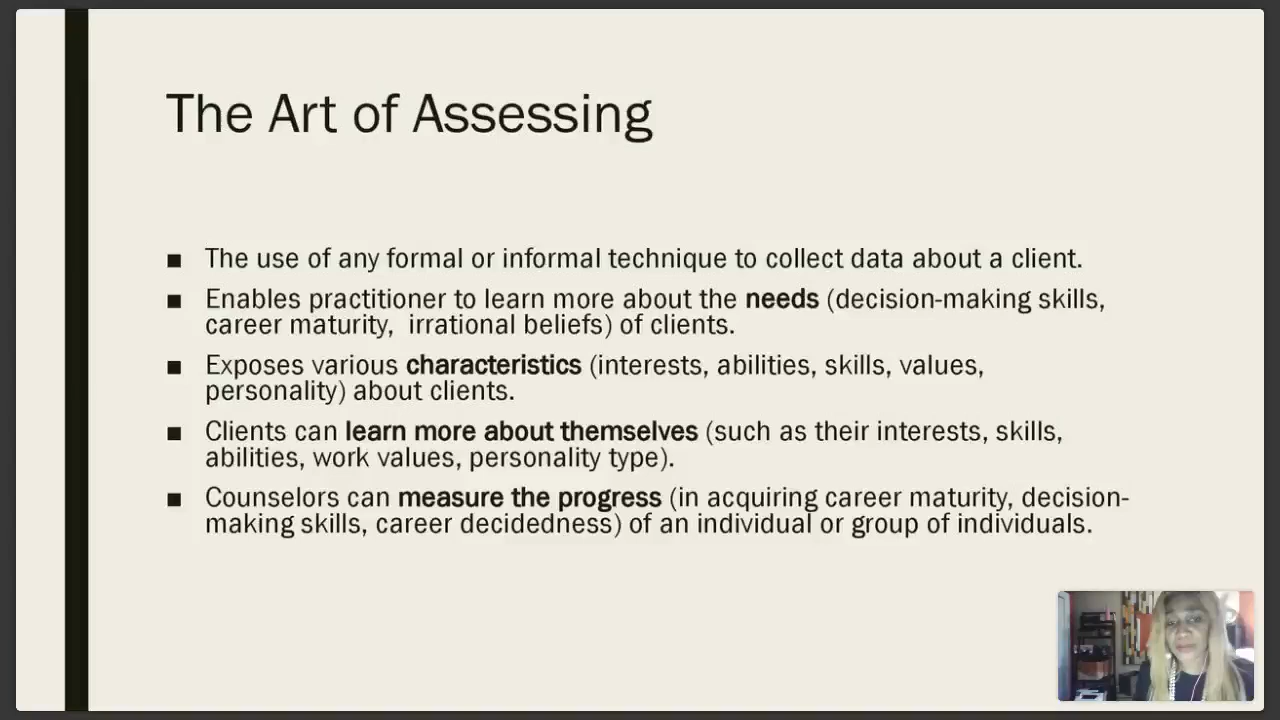 The Art of Assessing
■ The use of any formal or informal technique to collect data about a client.
■ Enables practitioner to learn more about the needs (decision-making skills,
career maturity,  irrational beliefs) of clients.
■ Exposes various characteristics (interests, abilities, skills, values,
personality) about clients.
■ Clients can learn more about themselves (such as their interests, skills,
abilities, work values, personality type).
■ Counselors can measure the progress (in acquiring career maturity, decision-
making skills, career decidedness) of an individual or group of individuals.